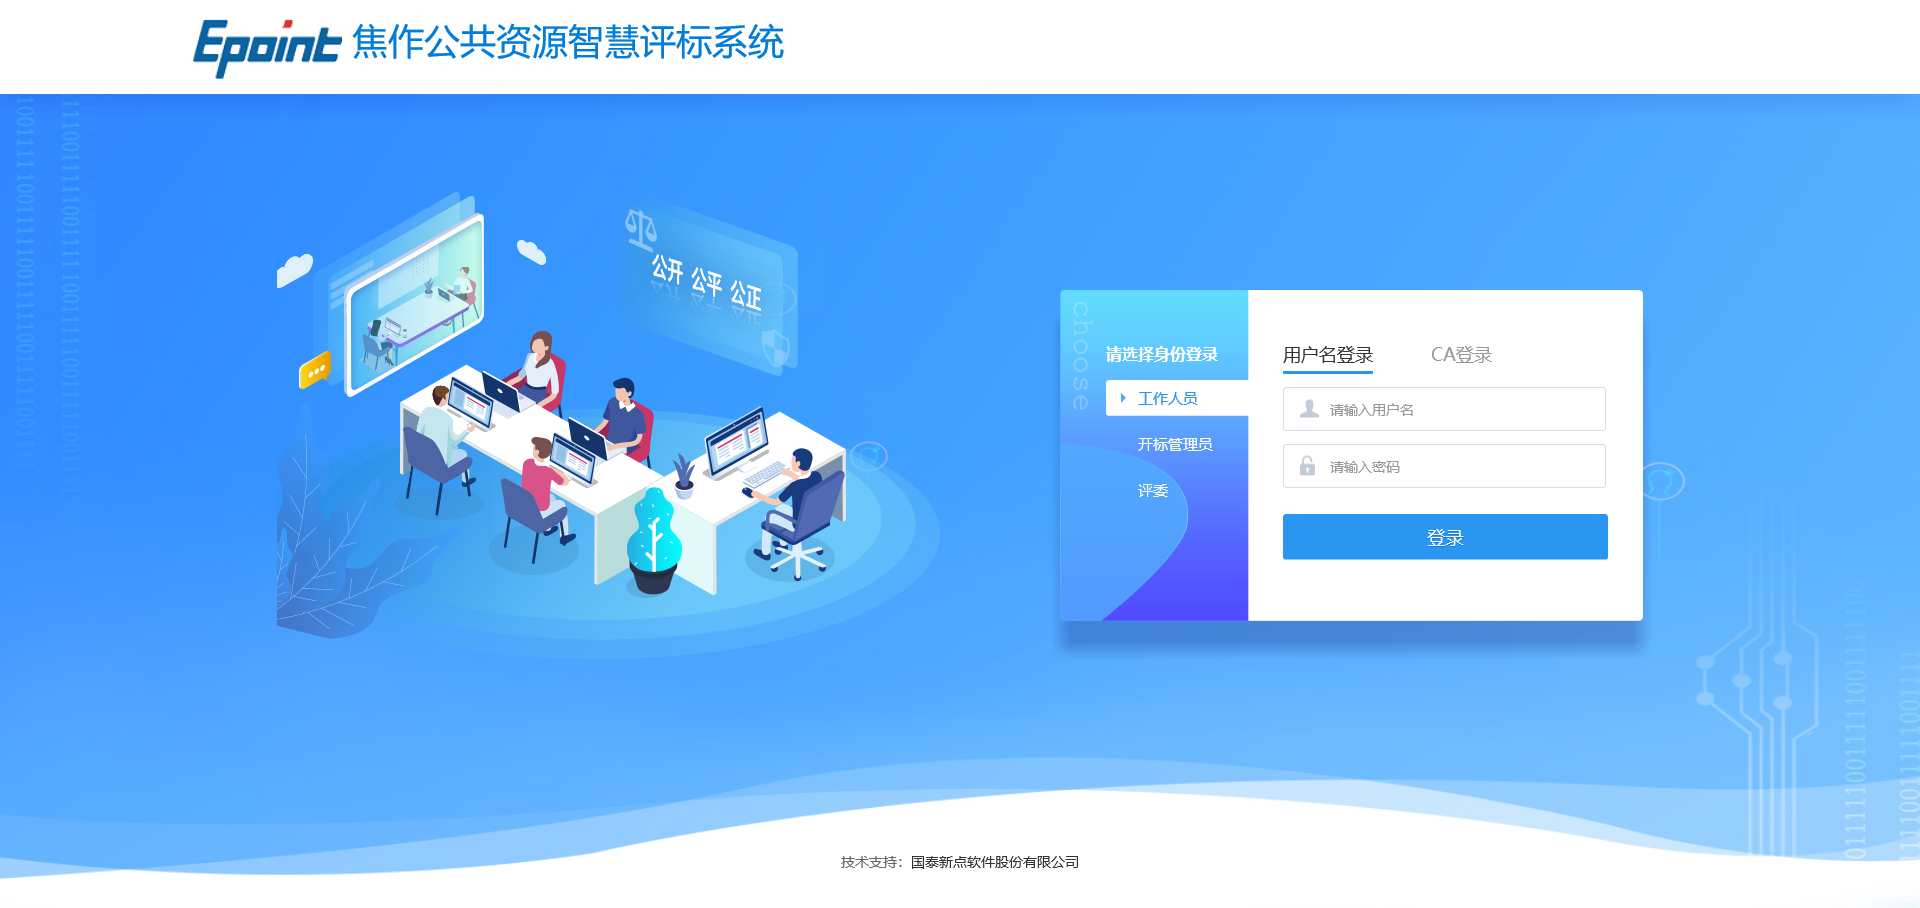 Epoint 焦作公共资源智慧评标系统
公开 公平 公正
choose
请选择身份登录
工作人员
开标管理员
评委
用户名登录 CA登录
请输入用户名
请输入密码
登录
技术支持：国泰新点软件股份有限公司